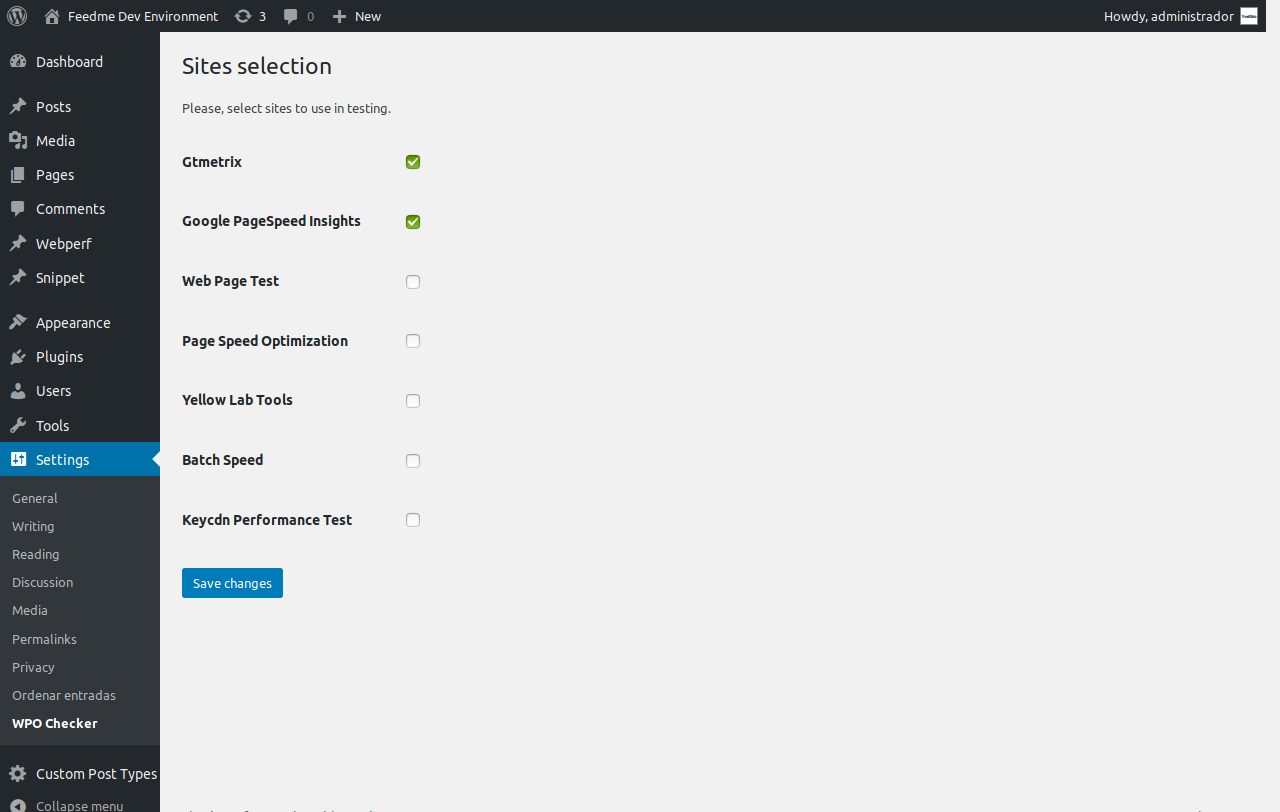 Feedme Dev Environment 3 0 New Howdy, administrador
Dashboard
Posts
Media
Pages
Comments
Webperf
Snippet
Appearance
Plugins
Users
Tools
Settings
General
Writing
Reading
Discussion
Media
Permalinks
Privacy
Ordenar entradas
WPO Checker
Custom Post Types
Collapse menu
Sites selection
Please, select sites to use in testing.
Gtmetrix
Google PageSpeed Insights
Web Page Test
Page Speed Optimization
Yellow Lab Tools
Batch Speed
Keycdn Performance Test
Save changes